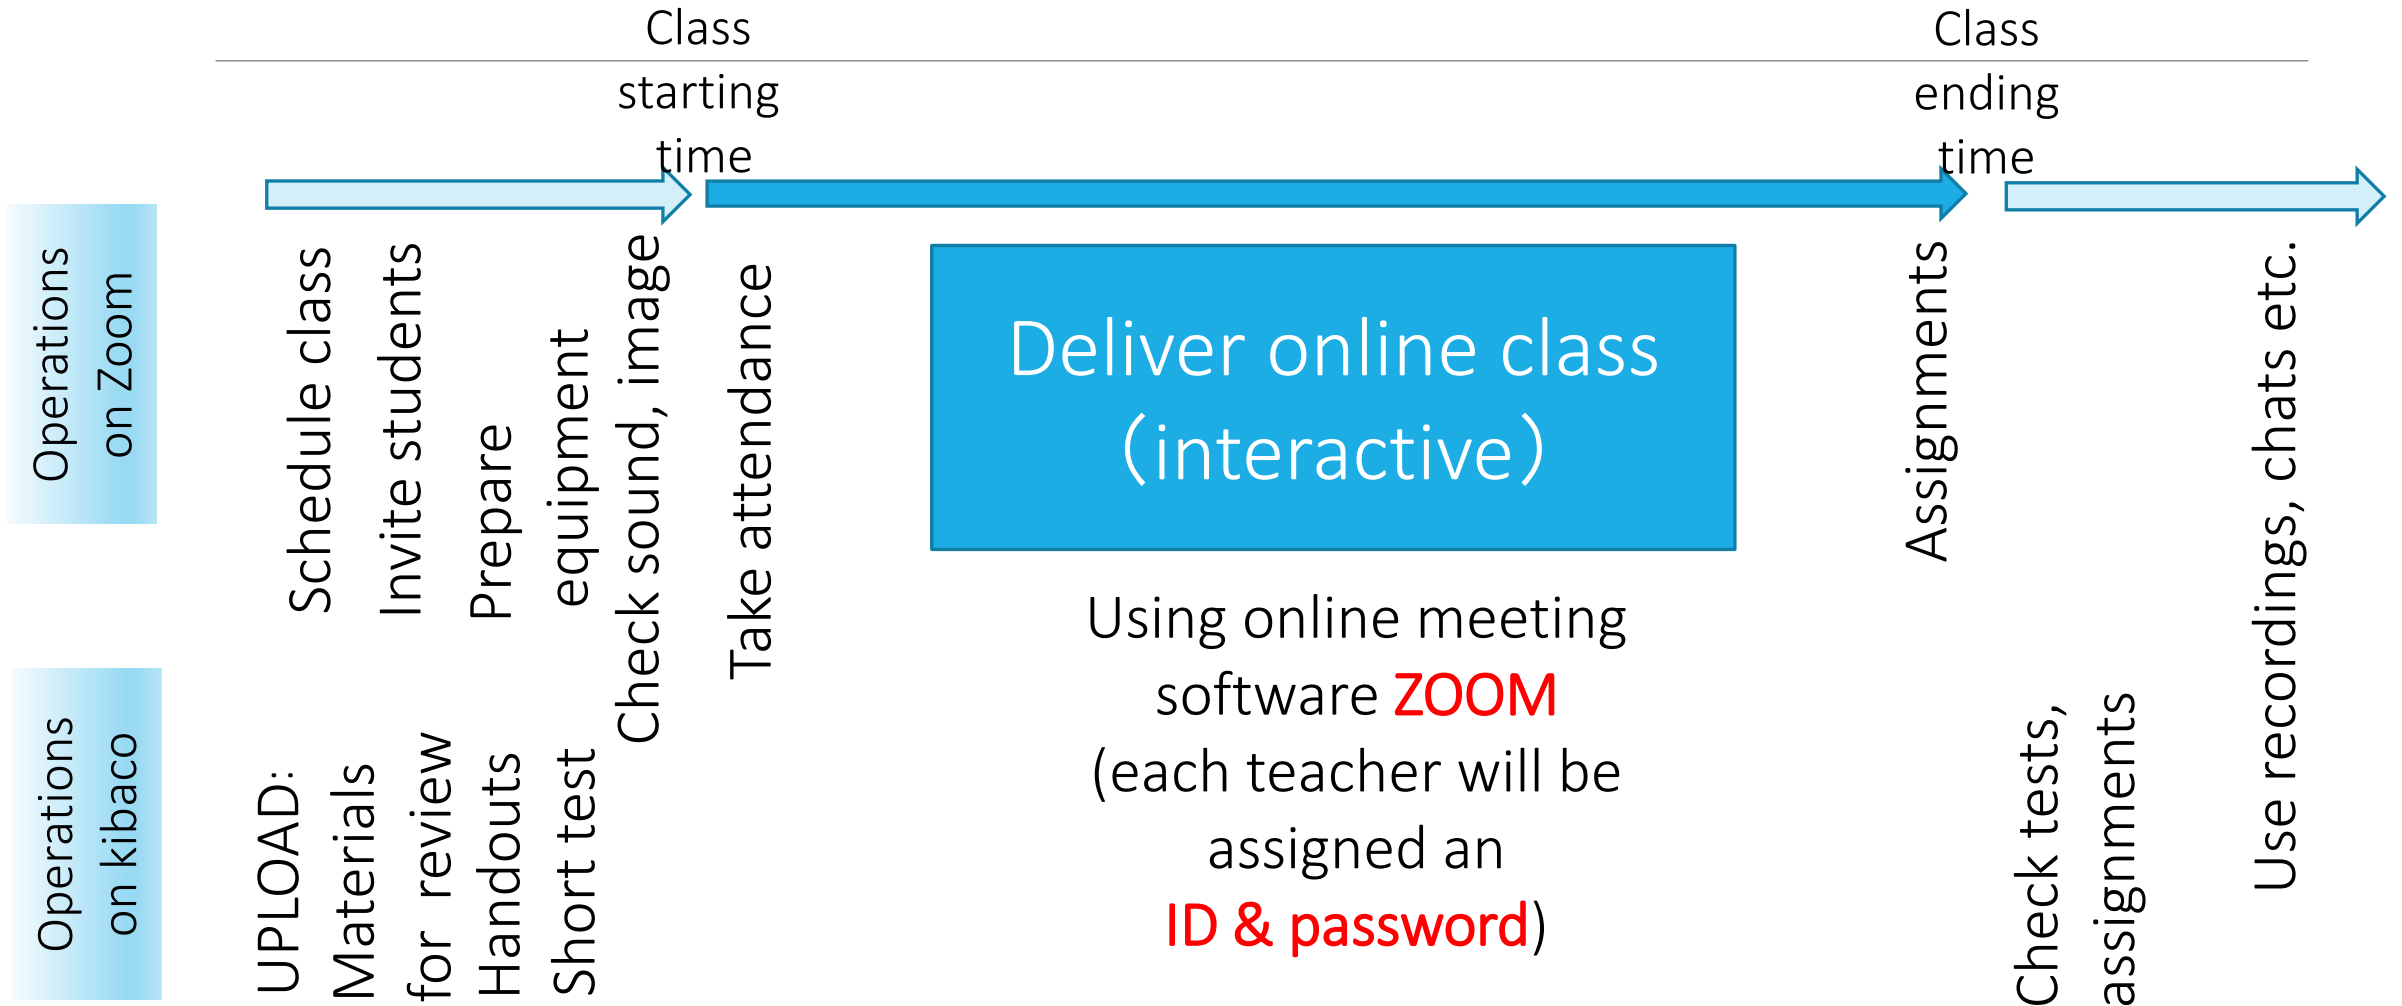 Class
starting
time
Class
ending
time
Operations
on Zoom
Schedule class
Invite students
Prepare
equipment
Check sound, image
Take attendance
Deliver online class
（interactive）
Assignments
Use recordings, chats etc.
Using online meeting
software ZOOM
(each teacher will be
assigned an
ID & password)
Operations
on kibaco
UPLOAD:
Materials
for review
Handouts
Short test
Check tests,
assignments